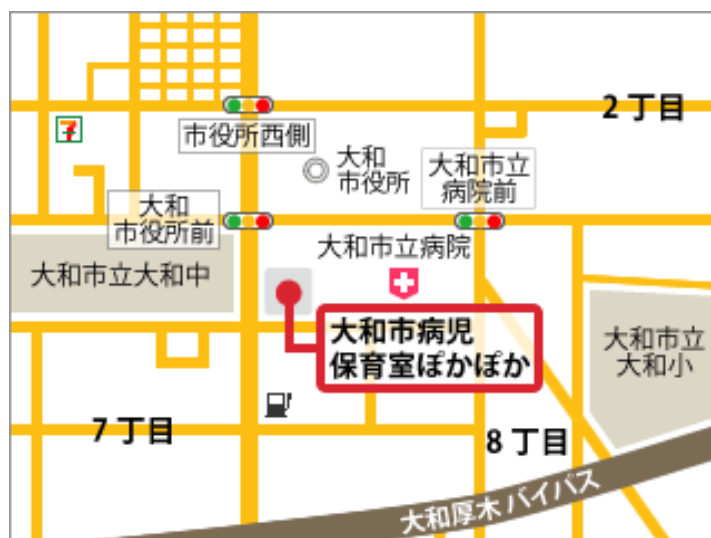 2丁目
7
市役所西側
大和
市役所
大和市立
病院前
大和
市役所前
大和市立病院
大和市立大和中
大和市病児
保育室ぽかぽか
大和市立
大和小
7丁目
8丁目
大和厚木バイパス